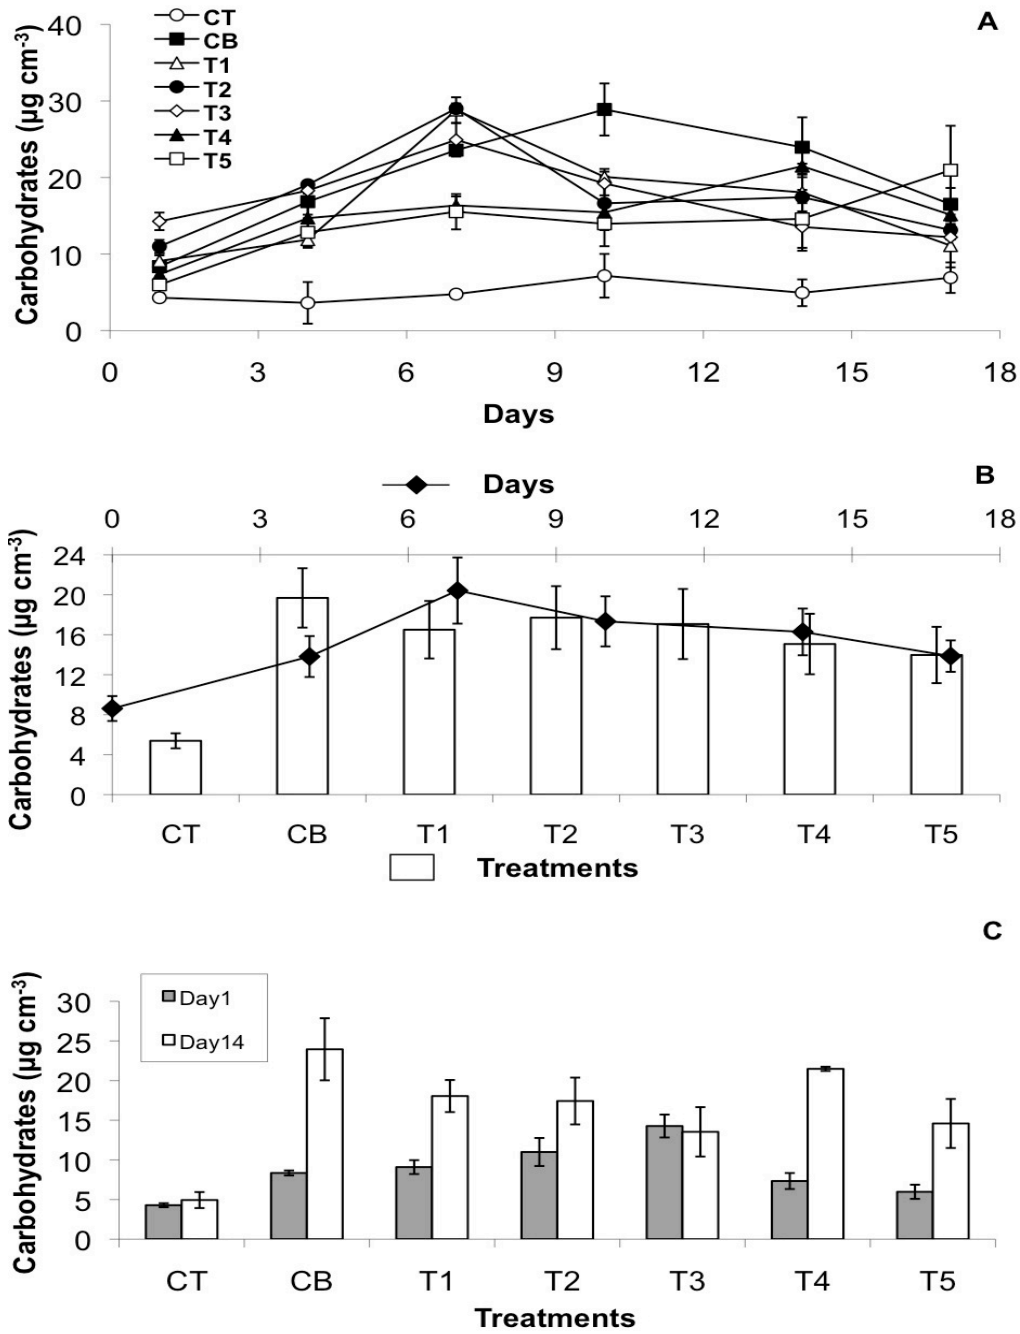 A
40
30
20
10
0
Carbohydrates (µg cm-3)
CT
CB
T1
T2
T3
T4
T5
0 3 6 9 12 15 18
Days
B
Days
0 3 6 9 12 15 18
24
20
16
12
8
4
0
Carbohydrates (µg cm-3)
CT CB T1 T2 T3 T4 T5
Treatments
C
Day1
Day14
30
25
20
15
10
5
0
Carbohydrates (µg cm-3)
CT CB T1 T2 T3 T4 T5
Treatments